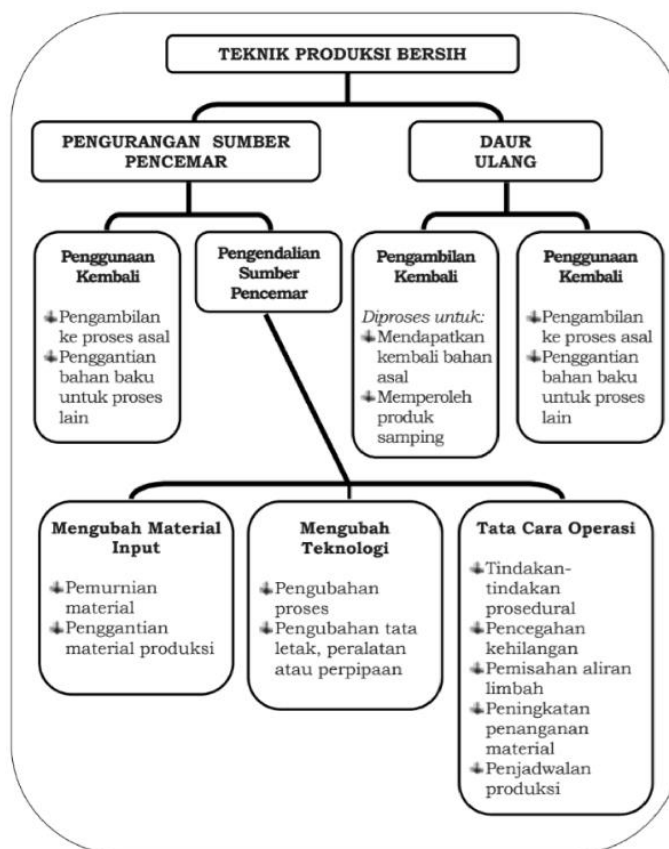 TEKNIK PRODUKSI BERSIH
PENGURANGAN SUMBER
PENCEMAR
DAUR
ULANG
Penggunaan
Kembali
Pengambilan
ke proses asal
Penggantian
bahan baku
untuk proses
lain
Pengendalian
Sumber
Pencemar
Pengambilan
Kembali
Diproses untuk:
Mendapatkan
kembali bahan
asal
Memperoleh
produk
samping
Penggunaan
Kembali
Pengambilan
ke proses asal
Penggantian
bahan baku
untuk proses
lain
Mengubah Material
Input
Pemurnian
material
Penggantian
material produksi
Mengubah
Teknologi
Pengubahan
proses
Pengubahan tata
letak, peralatan
atau perpipaan
Tata Cara Operasi
Tindakan-
tindakan
prosedural
Pencegahan
kehilangan
Pemisahan aliran
limbah
Peningkatan
penanganan
material
Penjadwalan
produksi